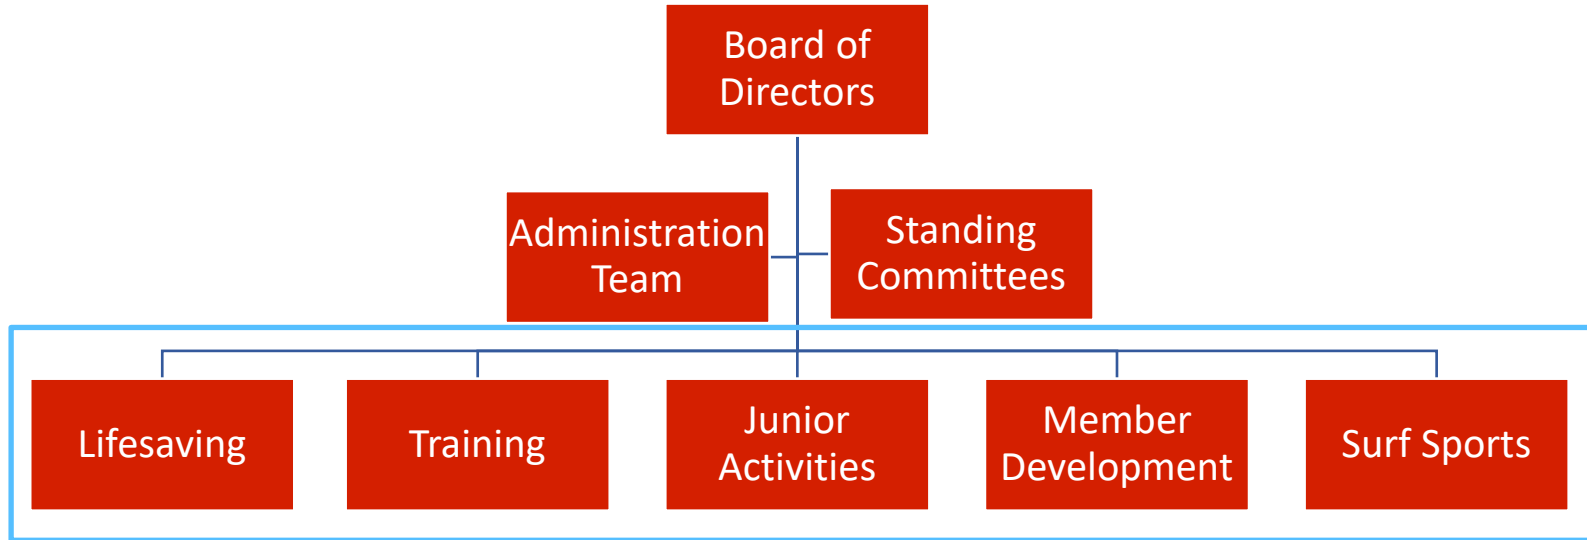 Board of
Directors
Administration
Team
Standing
Committees
Lifesaving
Training
Junior
Activities
Member
Development
Surf Sports